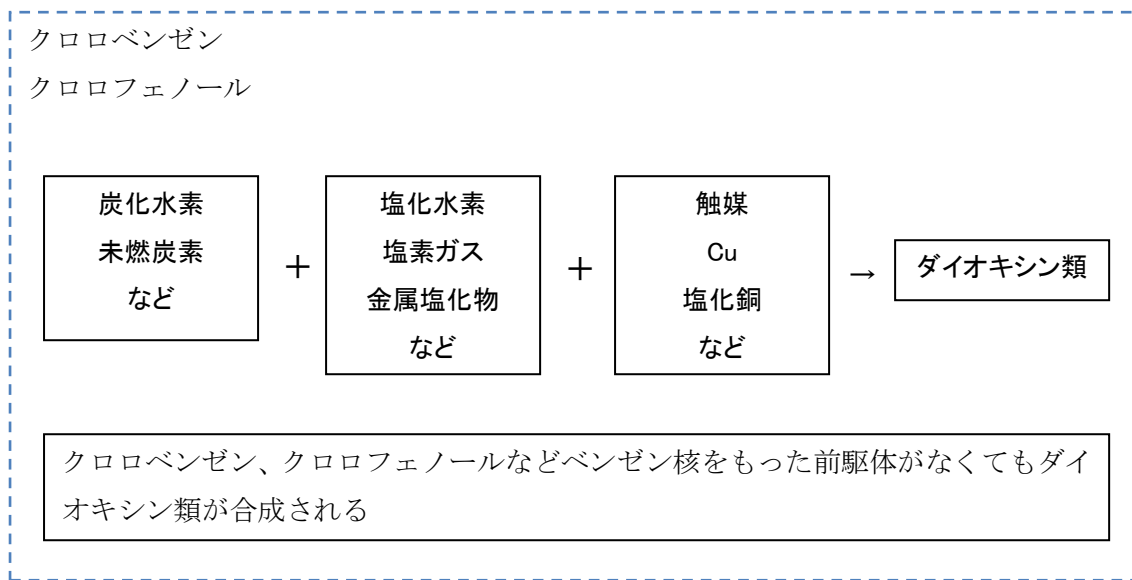 クロロベンゼン
クロロフェノール
炭化水素
未燃炭素
など
＋
塩化水素
塩素ガス
金属塩化物
など
＋
触媒
Cu
塩化銅
など
→
ダイオキシン類
クロロベンゼン、クロロフェノールなどベンゼン核をもった前駆体がなくてもダイ
オキシン類が合成される